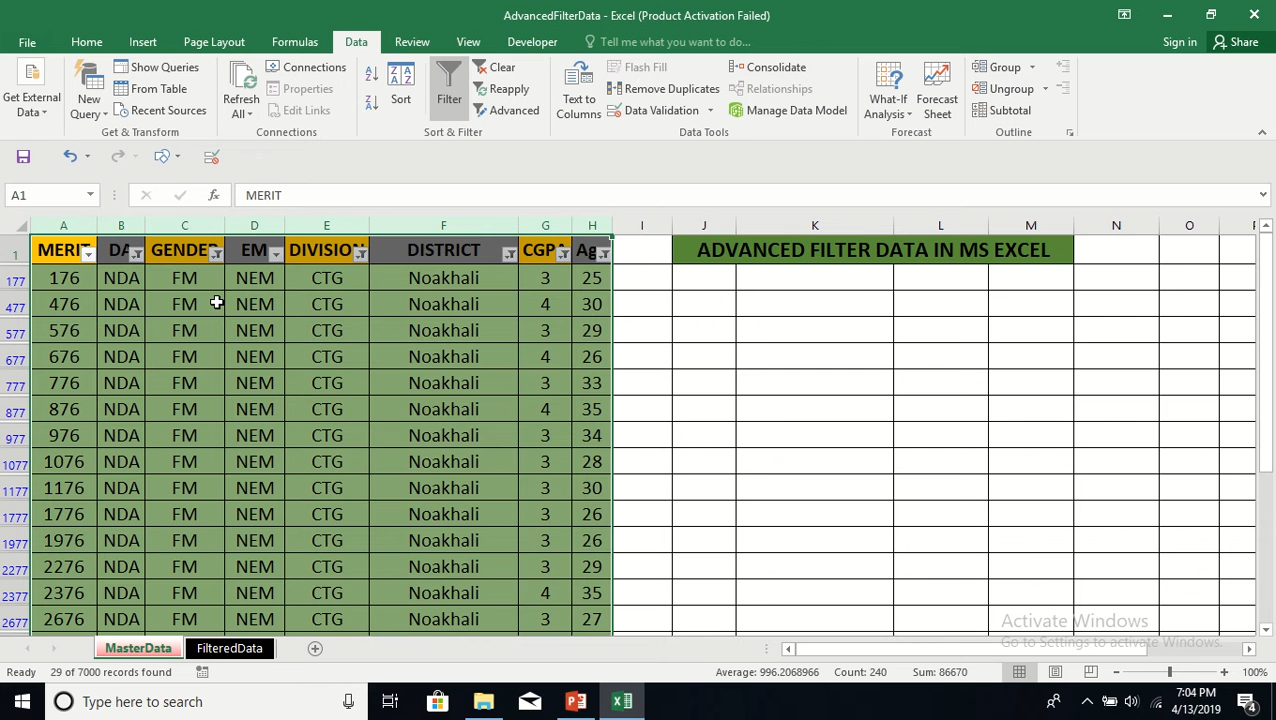 AdvancedFilterData - Excel (Product Activation Failed)
File Home Insert Page Layout Formulas Data Review View Developer Tell me what you want to do... Sign in Share
Get External Data
New Query
Show Queries
From Table
Recent Sources
Get & Transform
Refresh All
Connections
Properties
Edit Links
Connections
Sort
Filter
Clear
Reapply
Advanced
Sort & Filter
Text to Columns
Flash Fill
Remove Duplicates
Data Validation
Consolidate
Relationships
Manage Data Model
Data Tools
What-If Analysis
Forecast Sheet
Forecast
Group
Ungroup
Subtotal
Outline
A1 fx MERIT
A B C D E F G H I J K L M N O P
1 MERIT DA GENDER EM DIVISION DISTRICT CGPA Ag ADVANCED FILTER DATA IN MS EXCEL
177 176 NDA FM NEM CTG Noakhali 3 25
477 476 NDA FM NEM CTG Noakhali 4 30
577 576 NDA FM NEM CTG Noakhali 3 29
677 676 NDA FM NEM CTG Noakhali 4 26
777 776 NDA FM NEM CTG Noakhali 3 33
877 876 NDA FM NEM CTG Noakhali 4 35
977 976 NDA FM NEM CTG Noakhali 3 34
1077 1076 NDA FM NEM CTG Noakhali 3 28
1177 1176 NDA FM NEM CTG Noakhali 3 30
1777 1776 NDA FM NEM CTG Noakhali 3 26
1977 1976 NDA FM NEM CTG Noakhali 3 26
2277 2276 NDA FM NEM CTG Noakhali 3 29
2377 2376 NDA FM NEM CTG Noakhali 4 35
2677 2676 NDA FM NEM CTG Noakhali 3 27
Activate Windows
Go to Settings to activate Windows.
MasterData FilteredData
Ready 29 of 7000 records found Average: 996.2068966 Count: 240 Sum: 86670 100%
Type here to search
7:04 PM
4/13/2019
4